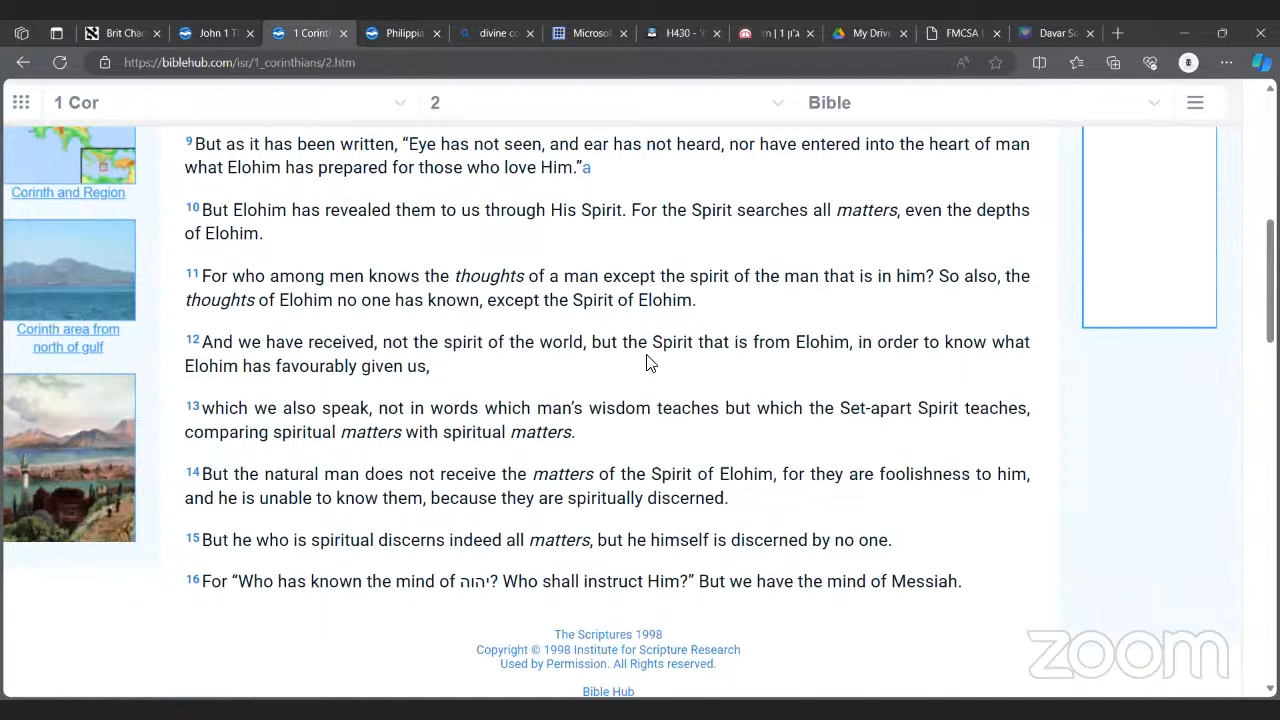 Brit Chac
John 1 T
1 Corinti
Philippia
divine co
Microsof
H430 - 'ĕ
My Drive
FMCSA L
Davar So
https://biblehub.com/isr/1_corinthians/2.htm
1 Cor
2
Bible
9 But as it has been written, “Eye has not seen, and ear has not heard, nor have entered into the heart of man
what Elohim has prepared for those who love Him.”a
Corinth and Region
10 But Elohim has revealed them to us through His Spirit. For the Spirit searches all matters, even the depths
of Elohim.
11 For who among men knows the thoughts of a man except the spirit of the man that is in him? So also, the
thoughts of Elohim no one has known, except the Spirit of Elohim.
Corinth area from
north of gulf
12 And we have received, not the spirit of the world, but the Spirit that is from Elohim, in order to know what
Elohim has favourably given us,
13 which we also speak, not in words which man’s wisdom teaches but which the Set-apart Spirit teaches,
comparing spiritual matters with spiritual matters.
14 But the natural man does not receive the matters of the Spirit of Elohim, for they are foolishness to him,
and he is unable to know them, because they are spiritually discerned.
15 But he who is spiritual discerns indeed all matters, but he himself is discerned by no one.
16 For “Who has known the mind of יהוה? Who shall instruct Him?” But we have the mind of Messiah.
The Scriptures 1998
Copyright © 1998 Institute for Scripture Research
Used by Permission. All Rights reserved.
Bible Hub
zoom